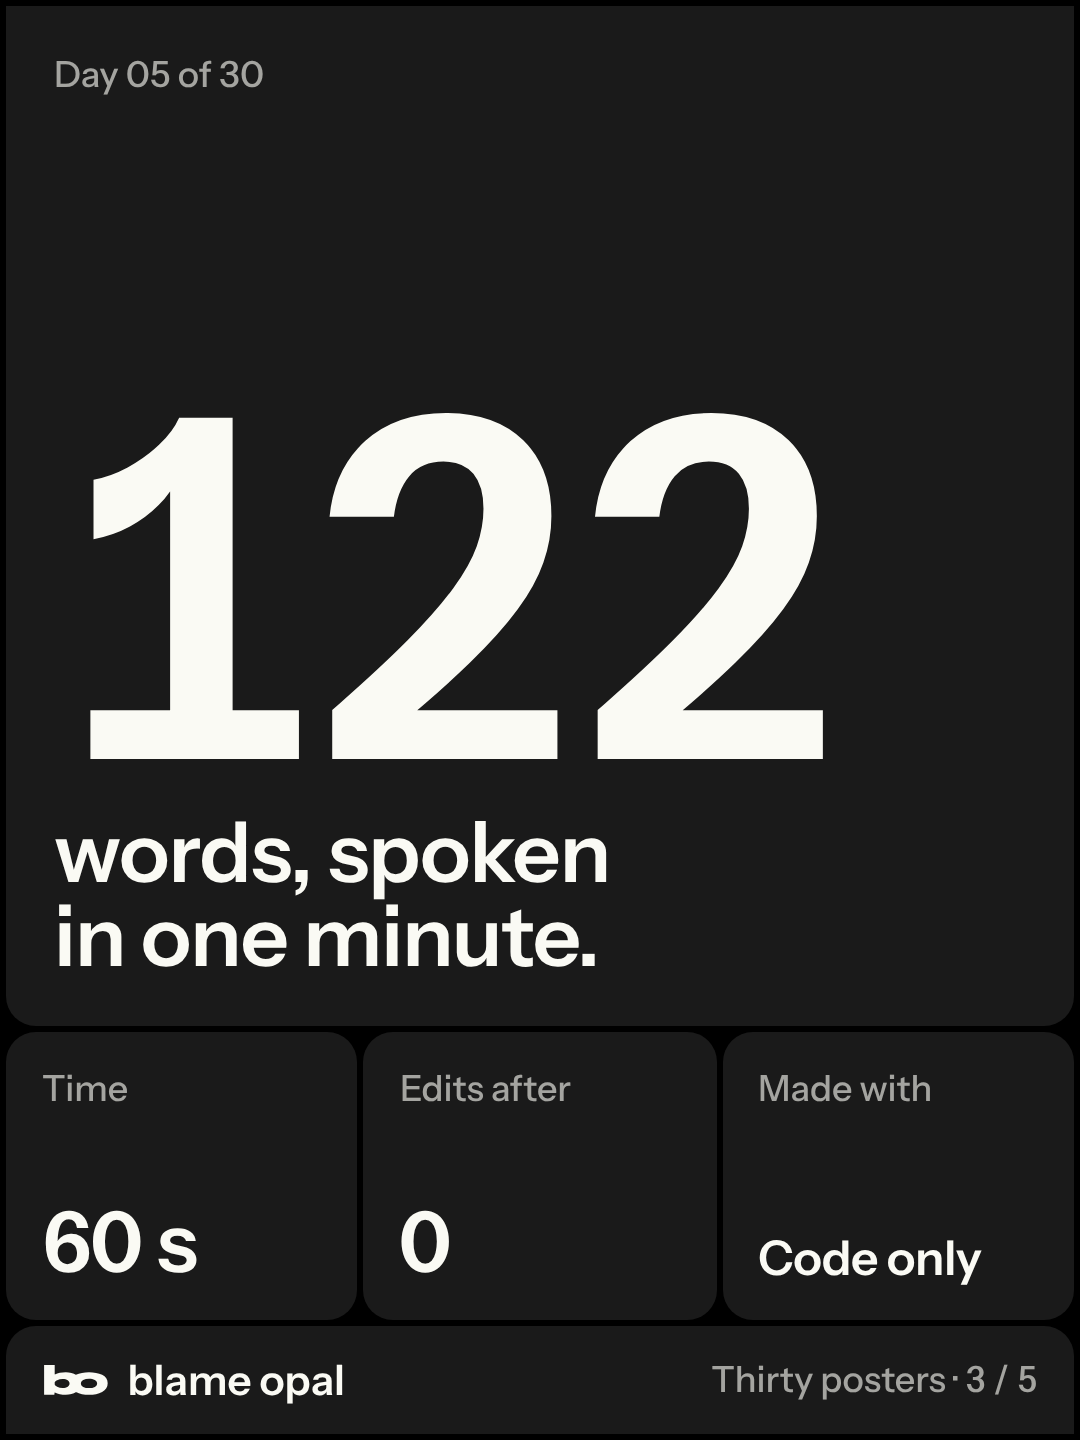 Day 05 of 30
122
words, spoken
in one minute.
Time
60 s
Edits after
0
Made with
Code only
bo blame opal
Thirty posters · 3 / 5